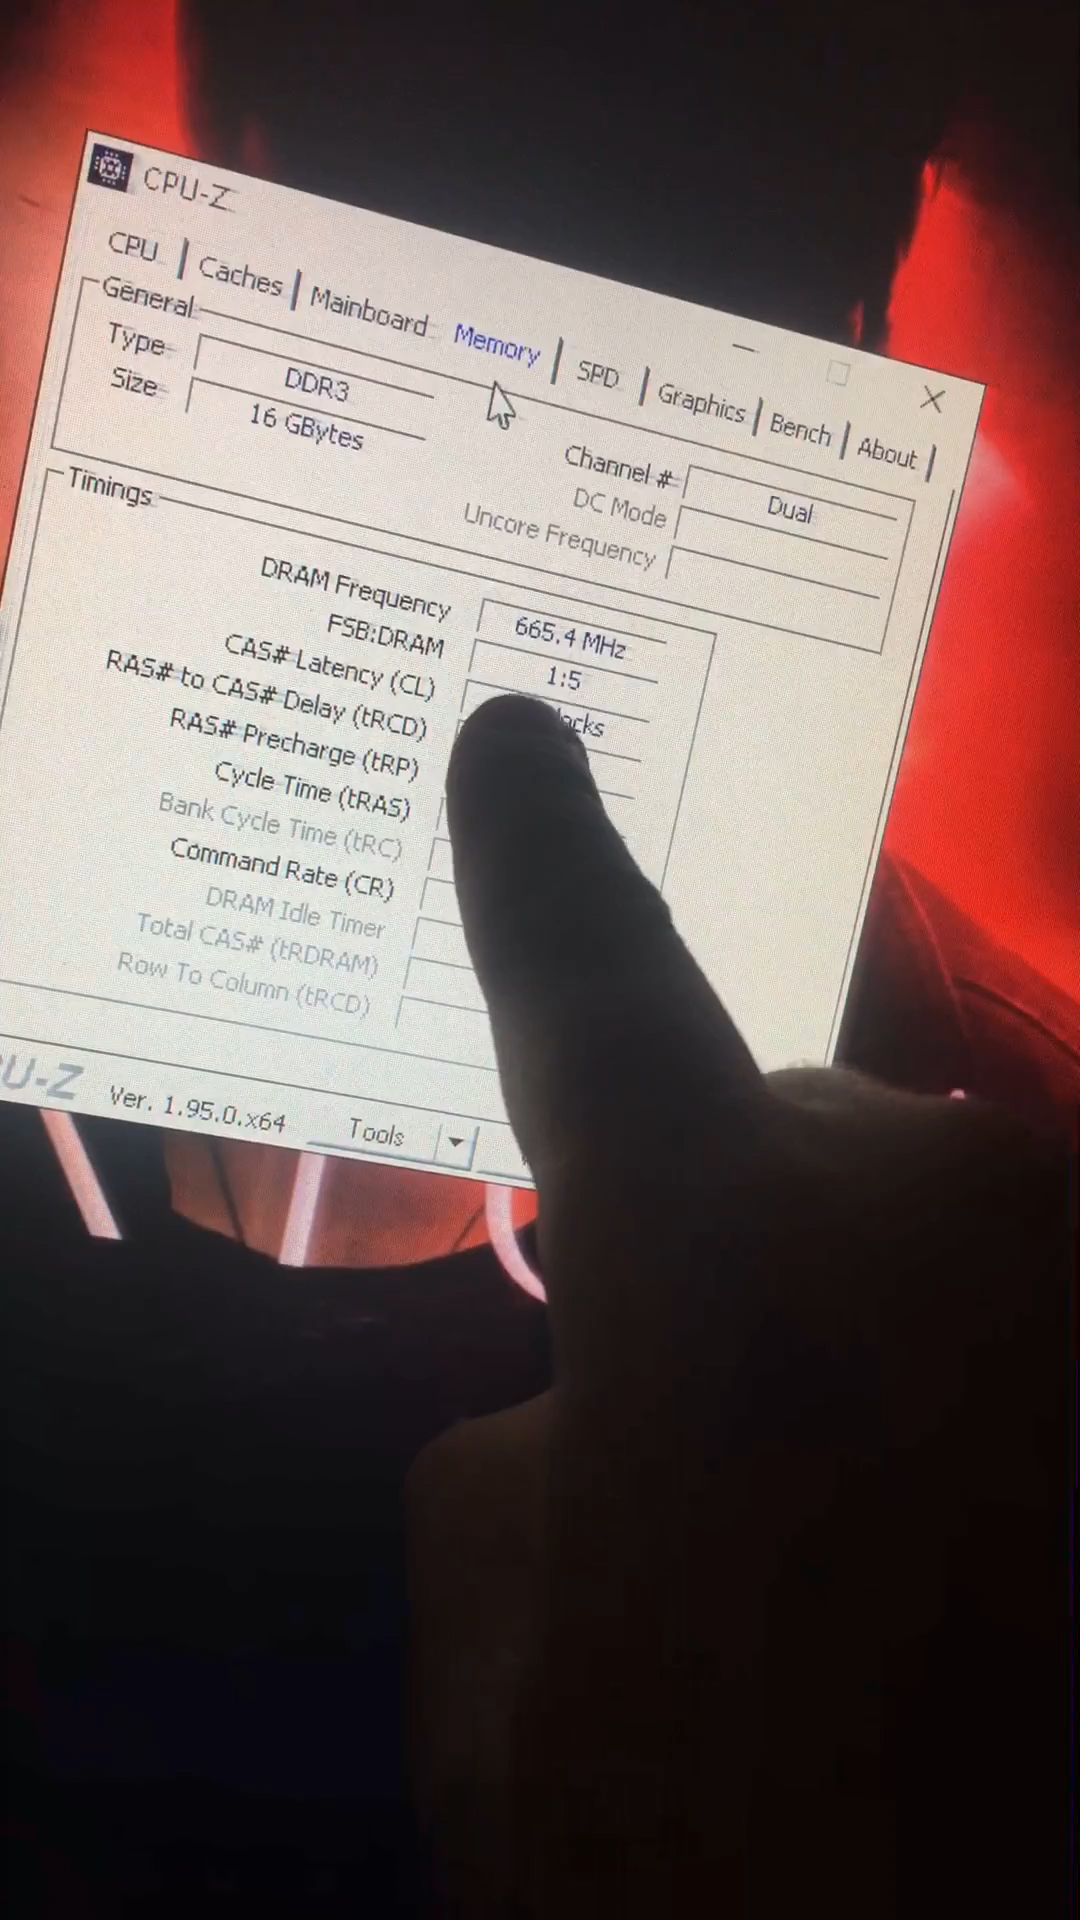 CPU-Z
CPU Caches Mainboard Memory SPD Graphics Bench About
General
Type DDR3
Size 16 GBytes
Channel # Dual
DC Mode
Uncore Frequency
Timings
DRAM Frequency 665.4 MHz
FSB:DRAM 1:5
CAS# Latency (CL)
RAS# to CAS# Delay (tRCD)
RAS# Precharge (tRP)
Cycle Time (tRAS)
Bank Cycle Time (tRC)
Command Rate (CR)
DRAM Idle Timer
Total CAS# (tRDRAM)
Row To Column (tRCD)
U-Z Ver. 1.95.0.x64 Tools